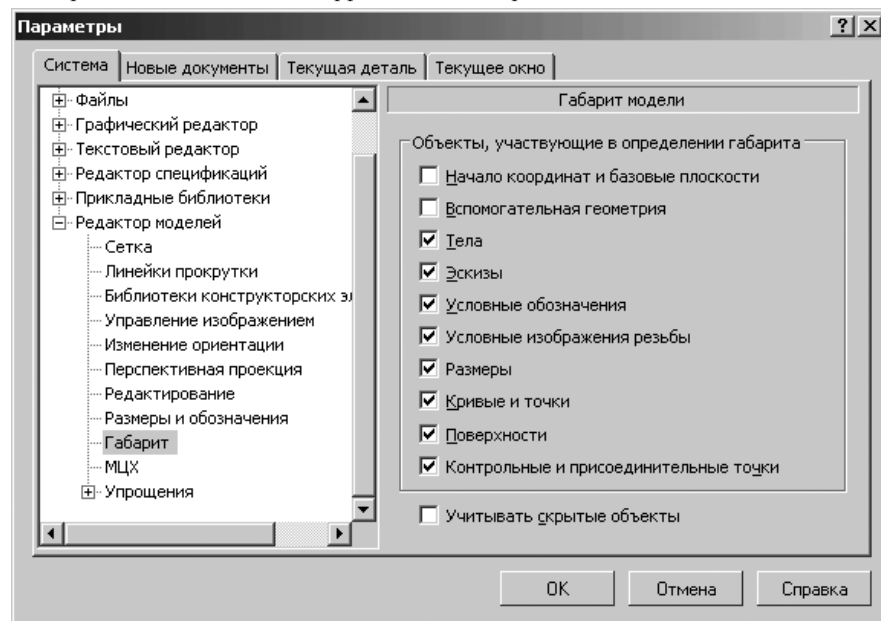 Параметры
Система
Новые документы
Текущая деталь
Текущее окно
Файлы
Графический редактор
Текстовый редактор
Редактор спецификаций
Прикладные библиотеки
Редактор моделей
Сетка
Линейки прокрутки
Библиотеки конструкторских эл
Управление изображением
Изменение ориентации
Перспективная проекция
Редактирование
Размеры и обозначения
Габарит
МЦХ
Упрощения
Габарит модели
Объекты, участвующие в определении габарита
Начало координат и базовые плоскости
Вспомогательная геометрия
Тела
Эскизы
Условные обозначения
Условные изображения резьбы
Размеры
Кривые и точки
Поверхности
Контрольные и присоединительные точки
Учитывать скрытые объекты
OK
Отмена
Справка